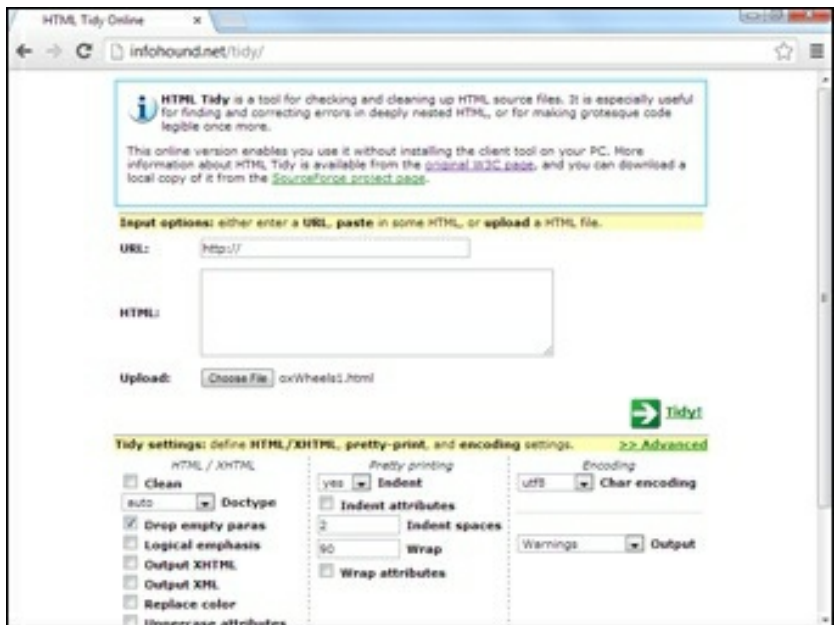 HTML Tidy Online
infohound.net/tidy/
HTML Tidy is a tool for checking and cleaning up HTML source files. It is especially useful
for finding and correcting errors in deeply nested HTML, or for making grotesque code
legible once more.
This online version enables you use it without installing the client tool on your PC. More
information about HTML Tidy is available from the original W3C page, and you can download a
local copy of it from the SourceForge project page.
Input options: either enter a URL, paste in some HTML, or upload a HTML file.
URL: http://
HTML:
Upload: Choose File oxWheels1.html
Tidy!
Tidy settings: define HTML/XHTML, pretty-print, and encoding settings. >> Advanced
HTML / XHTML Pretty printing Encoding
Clean yes Indent utf8 Char encoding
auto Doctype Indent attributes
Drop empty paras 2 Indent spaces
Logical emphasis 90 Wrap Warnings Output
Output XHTML Wrap attributes
Output XML
Replace color
Uppercase attributes